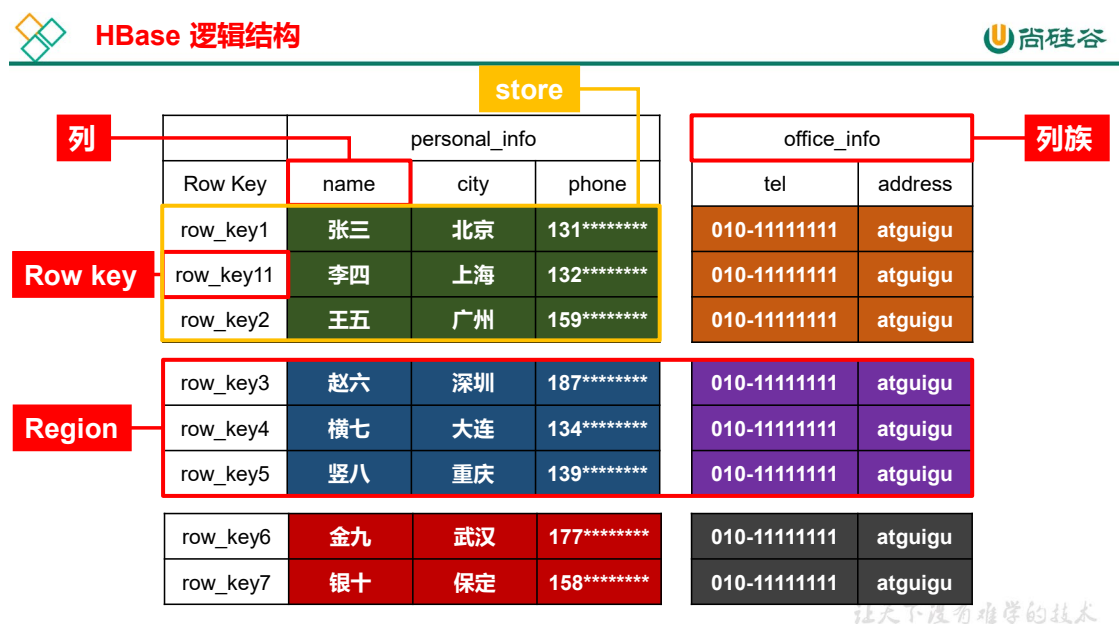 HBase 逻辑结构
尚硅谷
store
列
personal_info
office_info
列族
Row Key name city phone tel address
row_key1 张三 北京 131******** 010-11111111 atguigu
Row key
row_key11 李四 上海 132******** 010-11111111 atguigu
row_key2 王五 广州 159******** 010-11111111 atguigu
row_key3 赵六 深圳 187******** 010-11111111 atguigu
Region
row_key4 横七 大连 134******** 010-11111111 atguigu
row_key5 竖八 重庆 139******** 010-11111111 atguigu
row_key6 金九 武汉 177******** 010-11111111 atguigu
row_key7 银十 保定 158******** 010-11111111 atguigu
让天下没有难学的技术